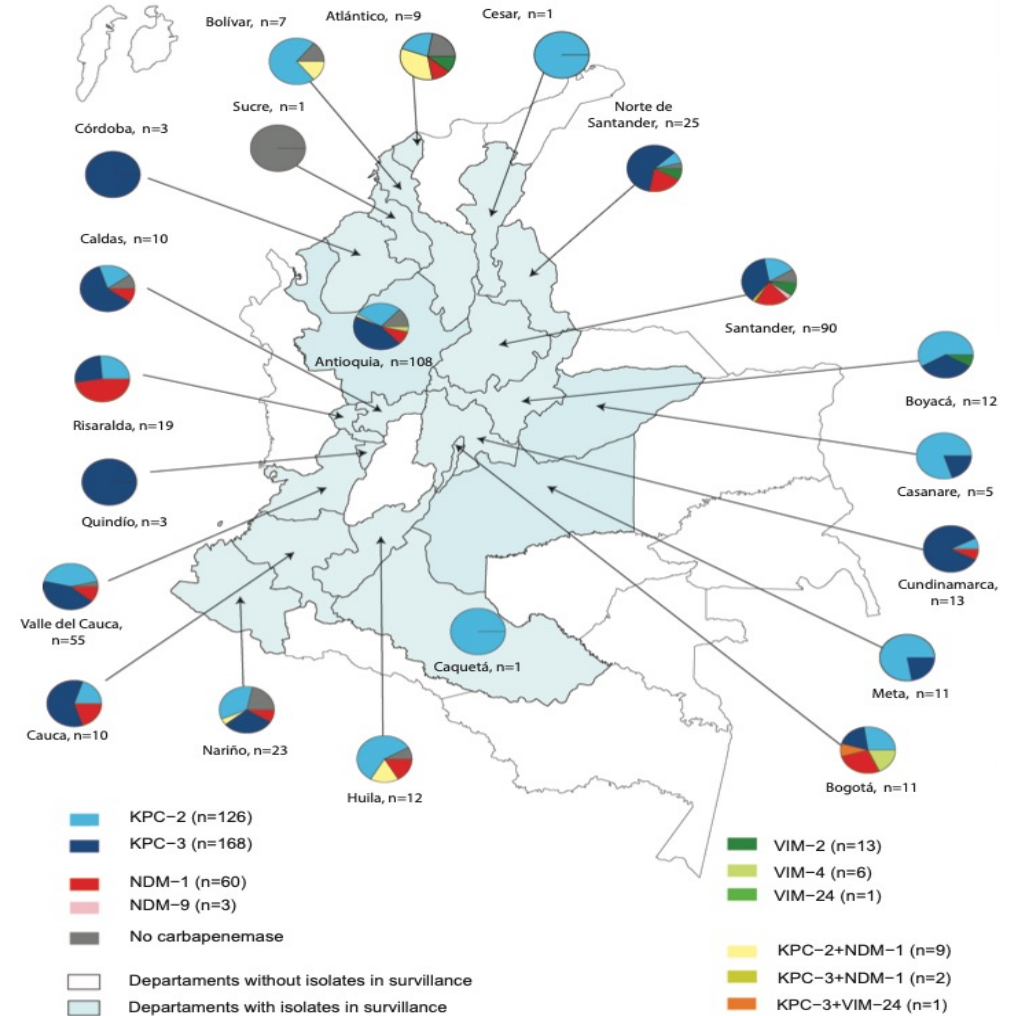 Bolívar, n=7
Atlántico, n=9
Cesar, n=1
Sucre, n=1
Norte de
Santander, n=25
Córdoba, n=3
Caldas, n=10
Santander, n=90
Antioquia, n=108
Boyacá, n=12
Risaralda, n=19
Casanare, n=5
Quindío, n=3
Cundinamarca,
n=13
Valle del Cauca,
n=55
Caquetá, n=1
Meta, n=11
Cauca, n=10
Nariño, n=23
Huila, n=12
Bogotá, n=11
KPC-2 (n=126)
KPC-3 (n=168)
NDM-1 (n=60)
NDM-9 (n=3)
No carbapenemase
Departaments without isolates in survillance
Departaments with isolates in survillance
VIM-2 (n=13)
VIM-4 (n=6)
VIM-24 (n=1)
KPC-2+NDM-1 (n=9)
KPC-3+NDM-1 (n=2)
KPC-3+VIM-24 (n=1)